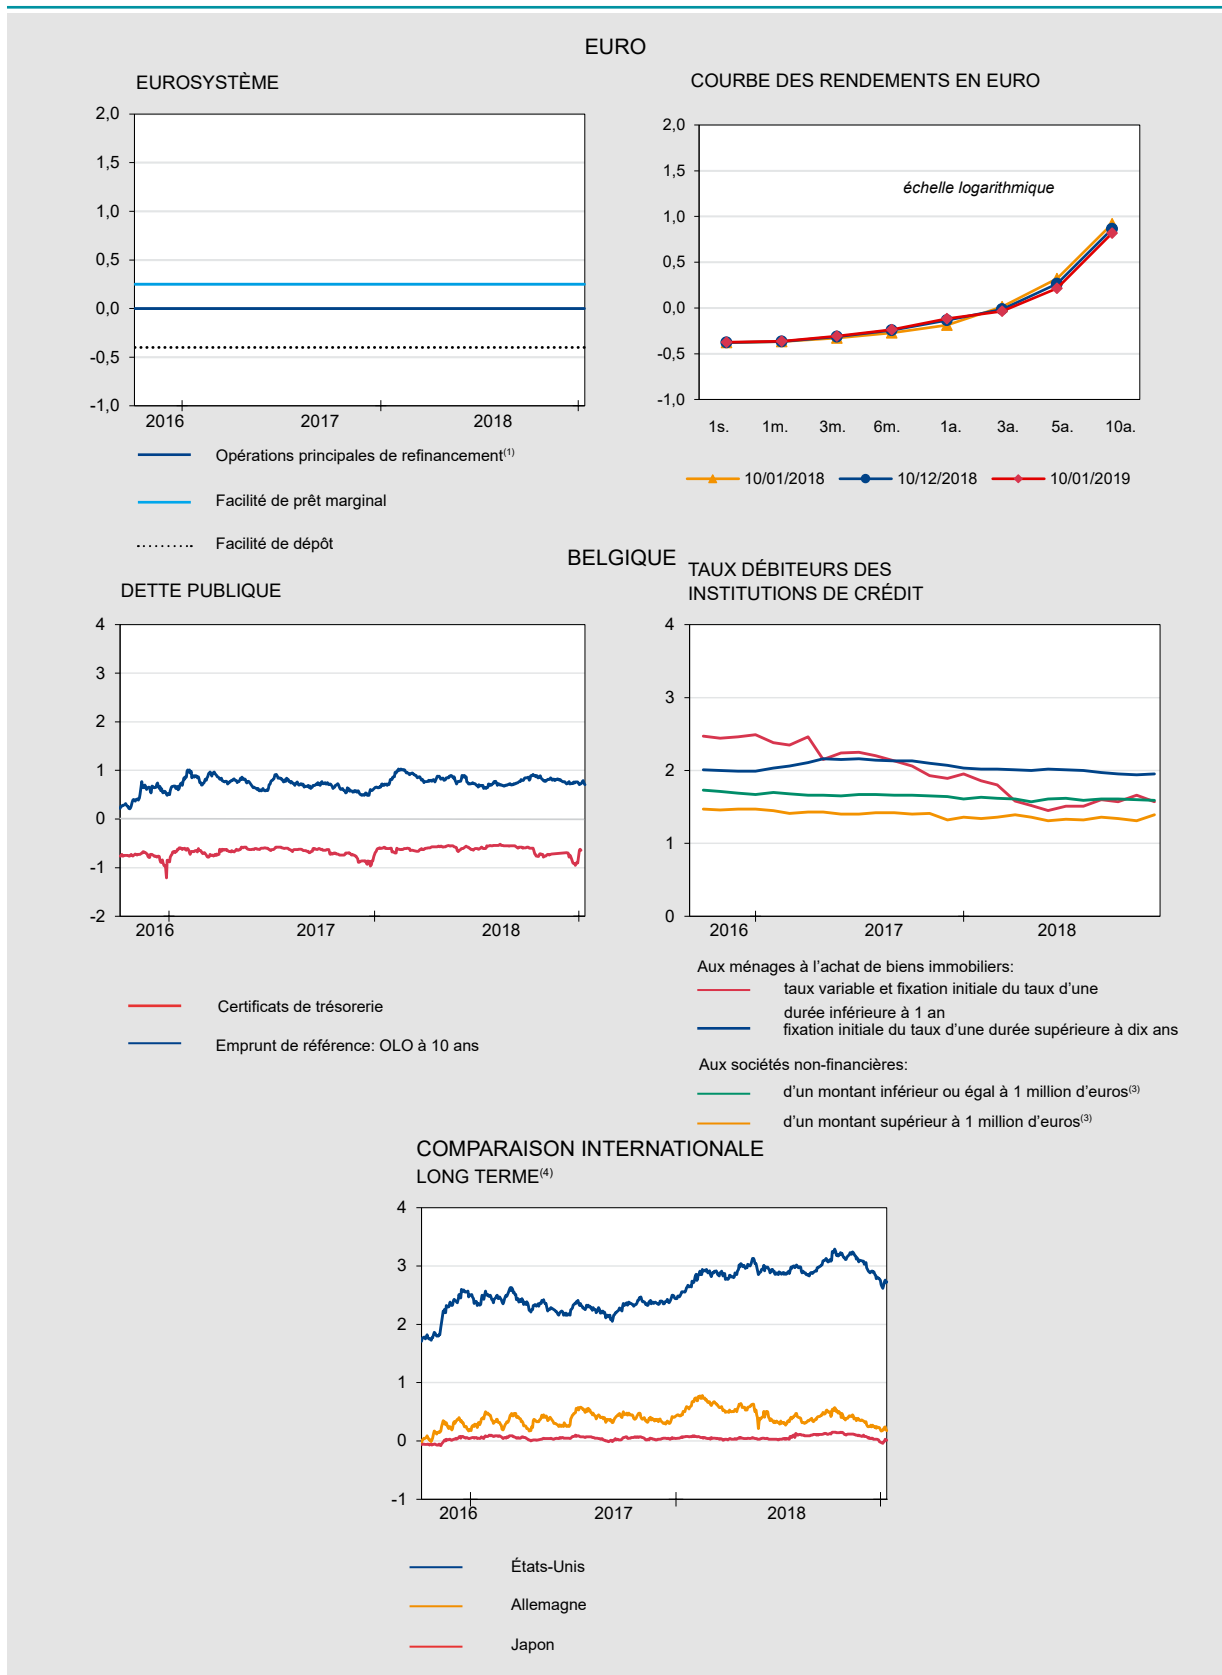 EURO
EUROSYSTÈME
2,0
1,5
1,0
0,5
0,0
-0,5
-1,0
2016 2017 2018
Opérations principales de refinancement(1)
Facilité de prêt marginal
Facilité de dépôt
COURBE DES RENDEMENTS EN EURO
2,0
1,5
1,0
0,5
0,0
-0,5
-1,0
échelle logarithmique
1s. 1m. 3m. 6m. 1a. 3a. 5a. 10a.
10/01/2018 10/12/2018 10/01/2019
BELGIQUE
DETTE PUBLIQUE
4
3
2
1
0
-1
-2
2016 2017 2018
Certificats de trésorerie
Emprunt de référence: OLO à 10 ans
TAUX DÉBITEURS DES
INSTITUTIONS DE CRÉDIT
4
3
2
1
0
2016 2017 2018
Aux ménages à l'achat de biens immobiliers:
taux variable et fixation initiale du taux d'une
durée inférieure à 1 an
fixation initiale du taux d'une durée supérieure à dix ans
Aux sociétés non-financières:
d'un montant inférieur ou égal à 1 million d'euros(3)
d'un montant supérieur à 1 million d'euros(3)
COMPARAISON INTERNATIONALE
LONG TERME(4)
4
3
2
1
0
-1
2016 2017 2018
États-Unis
Allemagne
Japon